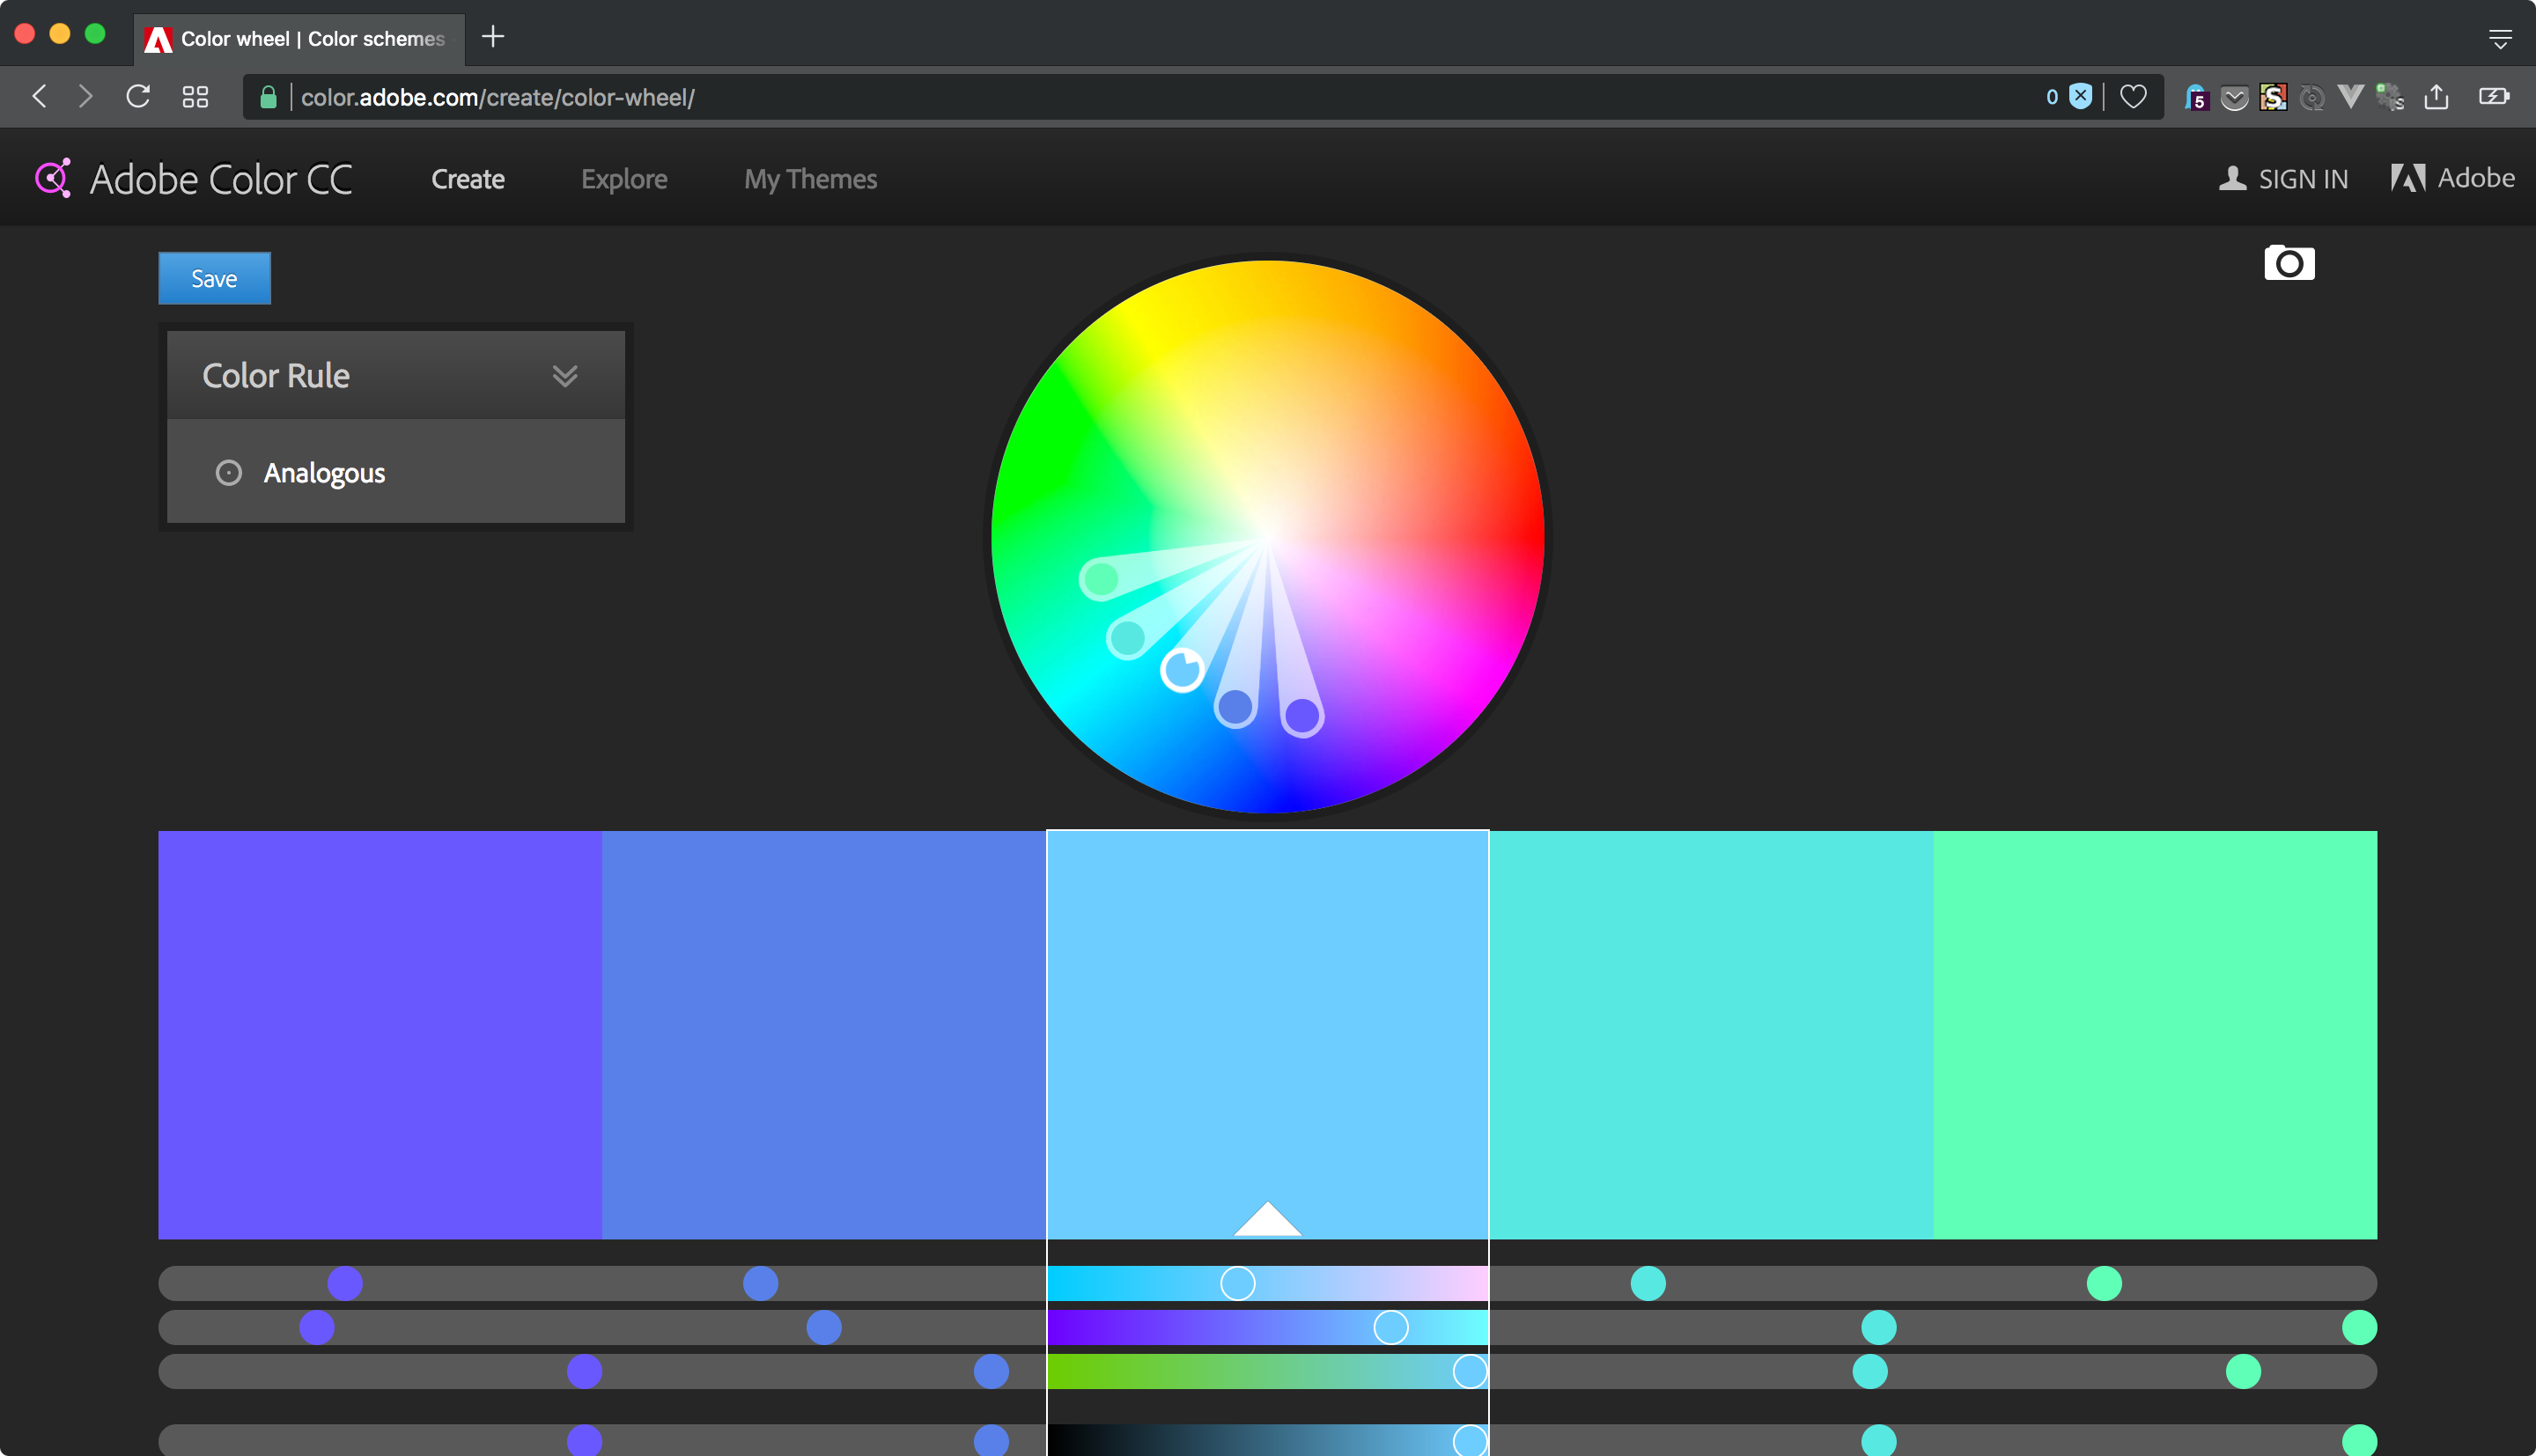 Color wheel | Color schemes
color.adobe.com/create/color-wheel/
0
5
S
S
Adobe Color CC
Create
Explore
My Themes
SIGN IN
Adobe
Save
Color Rule
Analogous